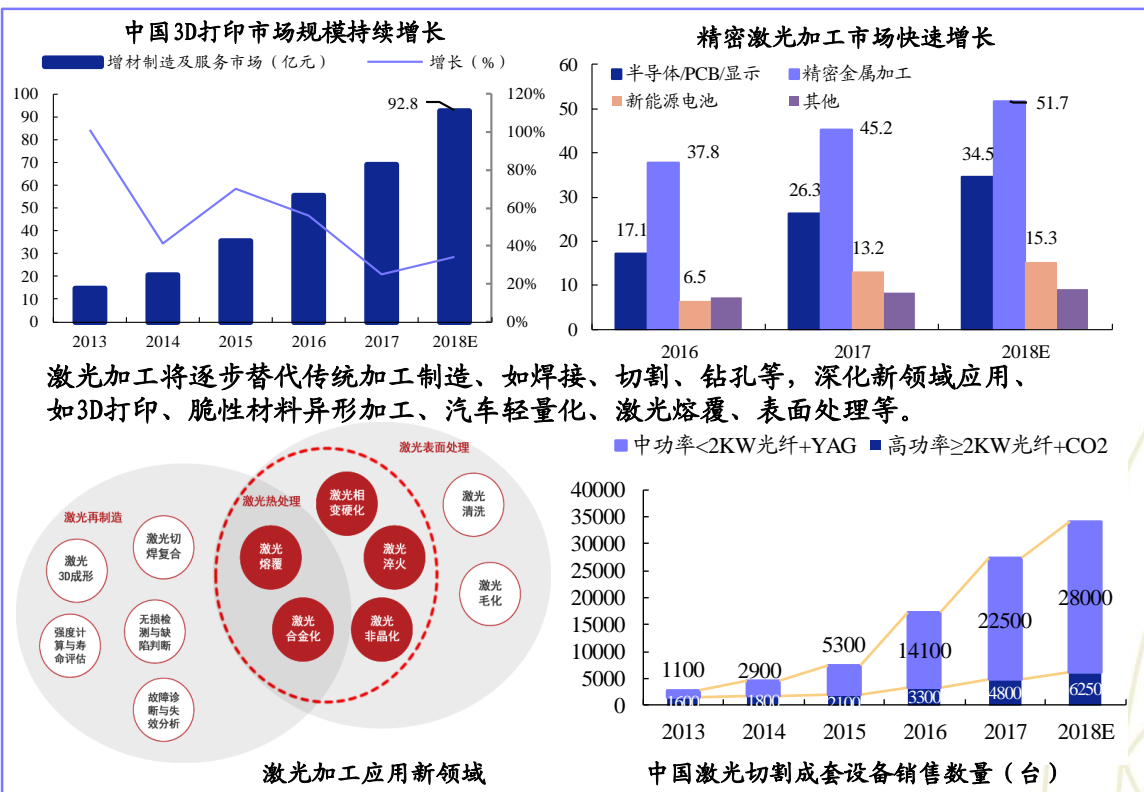 中国3D打印市场规模持续增长
增材制造及服务市场（亿元）
增长（%）
100
90
80
70
60
50
40
30
20
10
0
120%
100%
80%
60%
40%
20%
0%
92.8
2013
2014
2015
2016
2017
2018E
精密激光加工市场快速增长
半导体/PCB/显示
精密金属加工
新能源电池
其他
60
50
40
30
20
10
0
17.1
37.8
6.5
26.3
45.2
13.2
34.5
51.7
15.3
2016
2017
2018E
激光加工将逐步替代传统加工制造、如焊接、切割、钻孔等，深化新领域应用、
如3D打印、脆性材料异形加工、汽车轻量化、激光熔覆、表面处理等。
激光再制造
激光切
焊复合
激光
3D成形
强度计
算与寿
命评估
无损检
测与缺
陷判断
故障诊
断与失
效分析
激光热处理
激光
熔覆
激光
合金化
激光相
变硬化
激光
淬火
激光
非晶化
激光表面处理
激光
清洗
激光
毛化
激光加工应用新领域
中功率<2KW光纤+YAG
高功率≥2KW光纤+CO2
40000
35000
30000
25000
20000
15000
10000
5000
0
1100
2900
5300
14100
22500
28000
1600
1800
2100
3300
4800
6250
2013
2014
2015
2016
2017
2018E
中国激光切割成套设备销售数量（台）